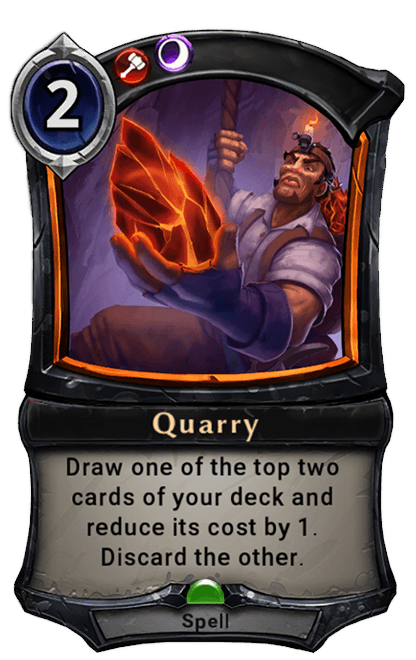 2
Quarry
Draw one of the top two
cards of your deck and
reduce its cost by 1.
Discard the other.
Spell